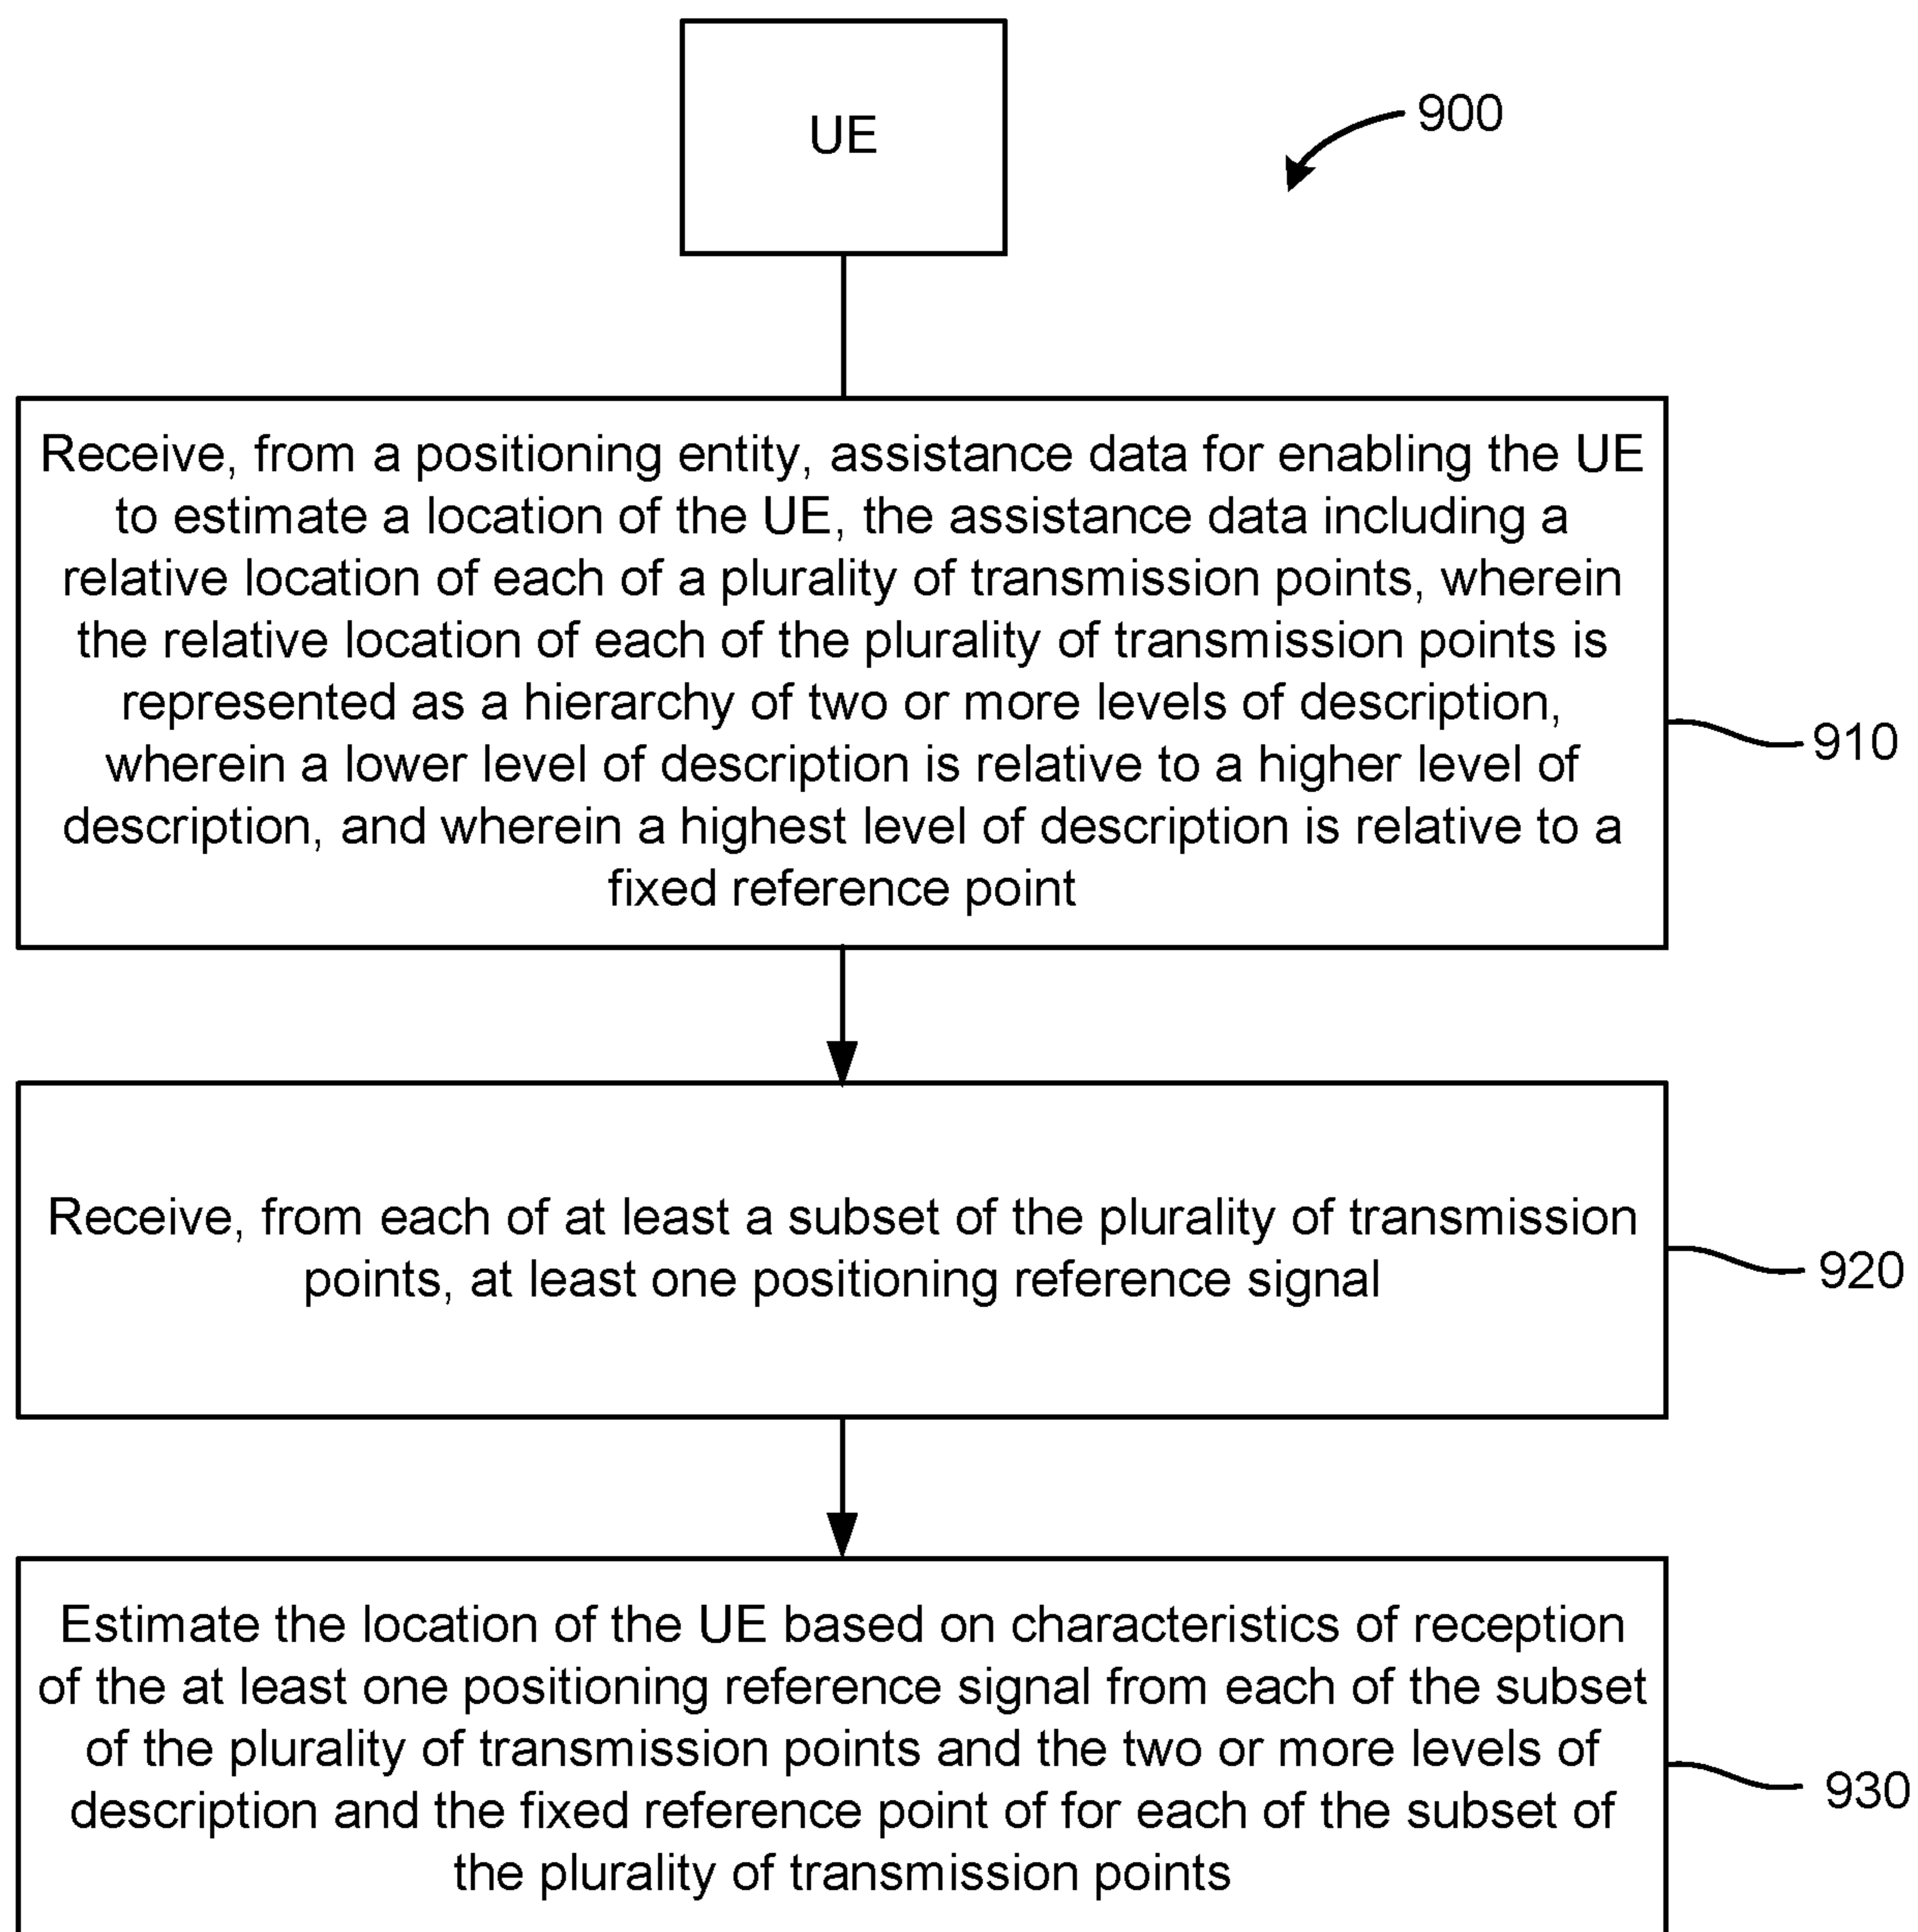 UE
900
Receive, from a positioning entity, assistance data for enabling the UE
to estimate a location of the UE, the assistance data including a
relative location of each of a plurality of transmission points, wherein
the relative location of each of the plurality of transmission points is
represented as a hierarchy of two or more levels of description,
wherein a lower level of description is relative to a higher level of
description, and wherein a highest level of description is relative to a
fixed reference point
910
Receive, from each of at least a subset of the plurality of transmission
points, at least one positioning reference signal
920
Estimate the location of the UE based on characteristics of reception
of the at least one positioning reference signal from each of the subset
of the plurality of transmission points and the two or more levels of
description and the fixed reference point of for each of the subset of
the plurality of transmission points
930